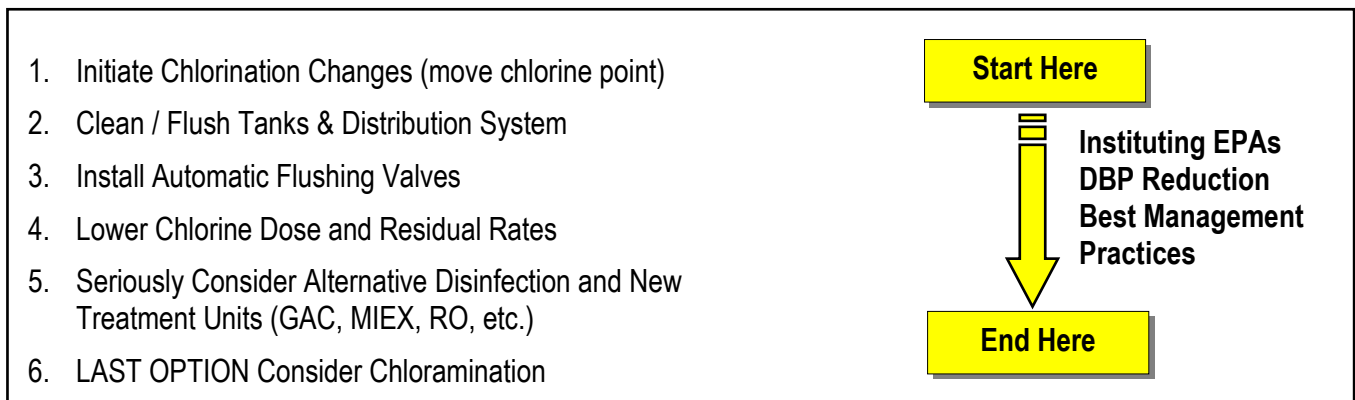 1. Initiate Chlorination Changes (move chlorine point)
2. Clean / Flush Tanks & Distribution System
3. Install Automatic Flushing Valves
4. Lower Chlorine Dose and Residual Rates
5. Seriously Consider Alternative Disinfection and New
Treatment Units (GAC, MIEX, RO, etc.)
6. LAST OPTION Consider Chloramination
Start Here
Instituting EPAs
DBP Reduction
Best Management
Practices
End Here